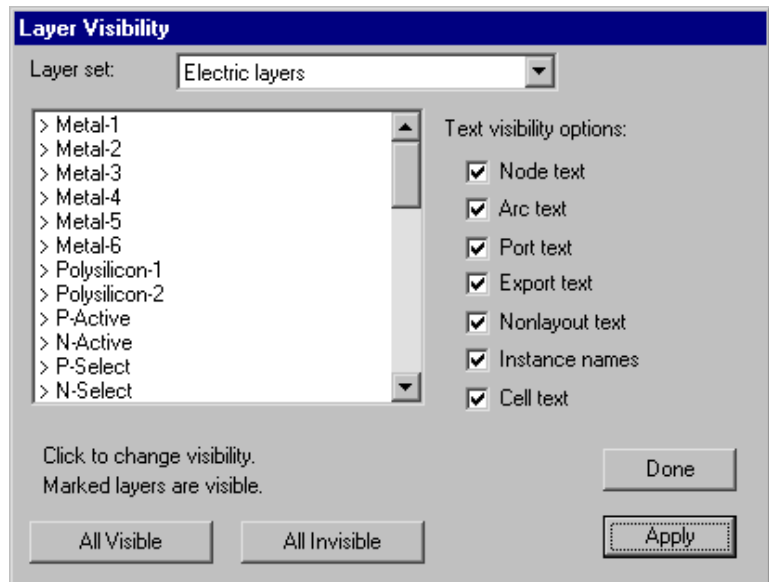 Layer Visibility
Layer set: Electric layers
> Metal-1
> Metal-2
> Metal-3
> Metal-4
> Metal-5
> Metal-6
> Polysilicon-1
> Polysilicon-2
> P-Active
> N-Active
> P-Select
> N-Select
Text visibility options:
Node text
Arc text
Port text
Export text
Nonlayout text
Instance names
Cell text
Click to change visibility.
Marked layers are visible.
Done
All Visible
All Invisible
Apply